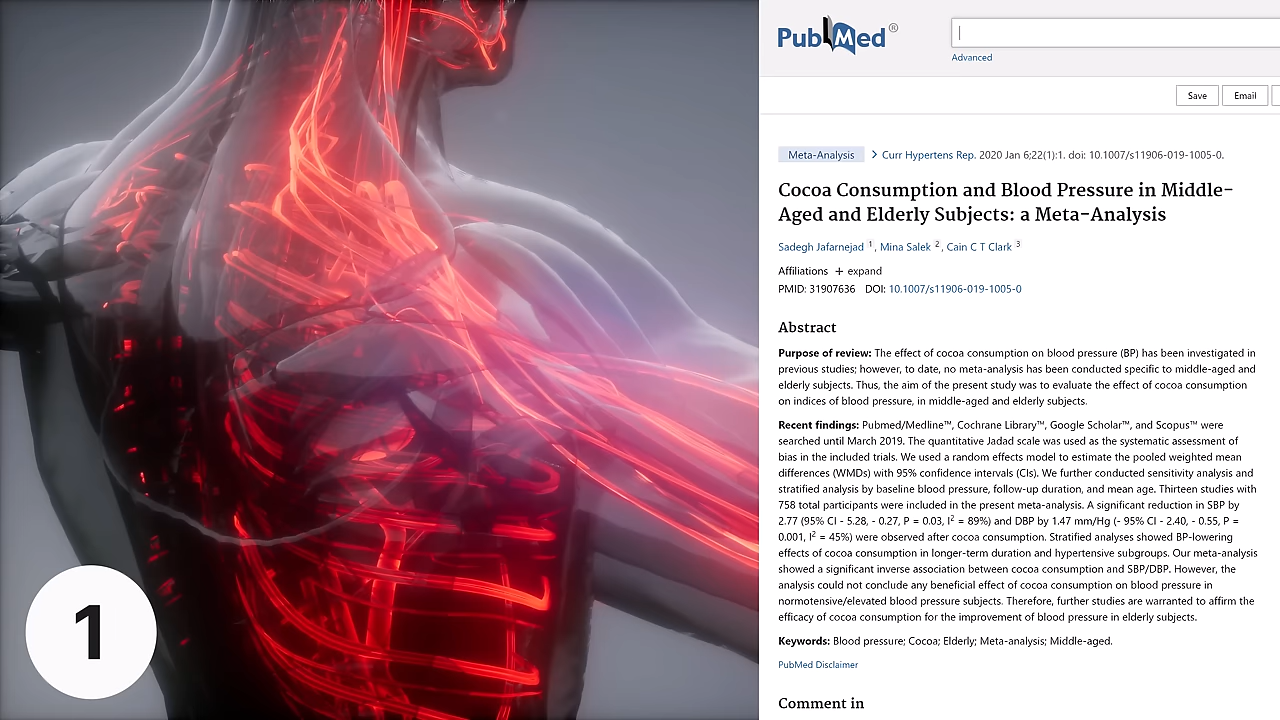 1
PubMed®
Advanced
Save
Email
Meta-Analysis
Curr Hypertens Rep. 2020 Jan 6;22(1):1. doi: 10.1007/s11906-019-1005-0.
Cocoa Consumption and Blood Pressure in Middle-
Aged and Elderly Subjects: a Meta-Analysis
Sadegh Jafarnejad 1, Mina Salek 2, Cain C T Clark 3
Affiliations + expand
PMID: 31907636 DOI: 10.1007/s11906-019-1005-0
Abstract
Purpose of review: The effect of cocoa consumption on blood pressure (BP) has been investigated in
previous studies; however, to date, no meta-analysis has been conducted specific to middle-aged and
elderly subjects. Thus, the aim of the present study was to evaluate the effect of cocoa consumption
on indices of blood pressure, in middle-aged and elderly subjects.
Recent findings: Pubmed/Medline™, Cochrane Library™, Google Scholar™, and Scopus™ were
searched until March 2019. The quantitative Jadad scale was used as the systematic assessment of
bias in the included trials. We used a random effects model to estimate the pooled weighted mean
differences (WMDs) with 95% confidence intervals (CIs). We further conducted sensitivity analysis and
stratified analysis by baseline blood pressure, follow-up duration, and mean age. Thirteen studies with
758 total participants were included in the present meta-analysis. A significant reduction in SBP by
2.77 (95% CI - 5.28, - 0.27, P = 0.03, I² = 89%) and DBP by 1.47 mm/Hg (- 95% CI - 2.40, - 0.55, P =
0.001, I² = 45%) were observed after cocoa consumption. Stratified analyses showed BP-lowering
effects of cocoa consumption in longer-term duration and hypertensive subgroups. Our meta-analysis
showed a significant inverse association between cocoa consumption and SBP/DBP. However, the
analysis could not conclude any beneficial effect of cocoa consumption on blood pressure in
normotensive/elevated blood pressure subjects. Therefore, further studies are warranted to affirm the
efficacy of cocoa consumption for the improvement of blood pressure in elderly subjects.
Keywords: Blood pressure; Cocoa; Elderly; Meta-analysis; Middle-aged.
PubMed Disclaimer
Comment in